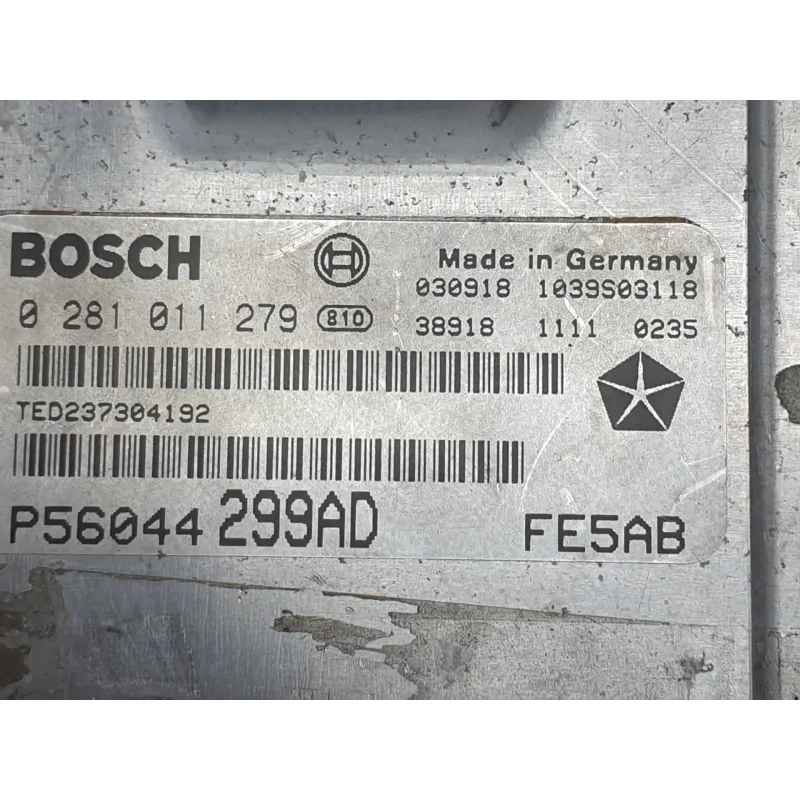 BOSCH
Made in Germany
0 281 011 279 810
030918 1039S03118
38918 1111 0235
TED237304192
P56044 299AD FE5AB